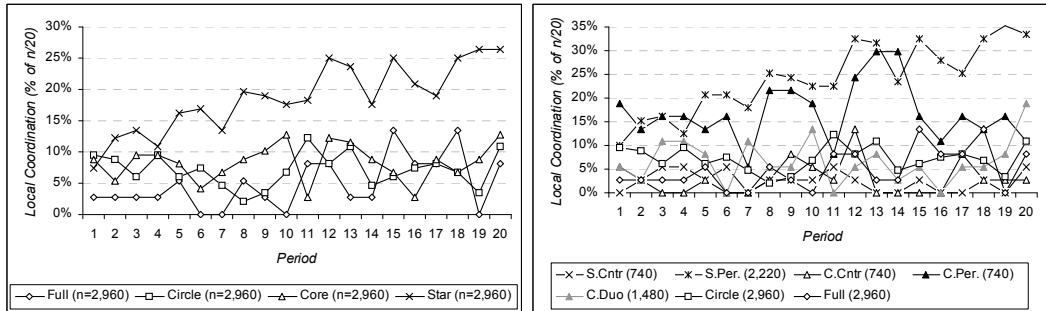 Local Coordination (% of n/20)
30%
25%
20%
15%
10%
5%
0%
1 2 3 4 5 6 7 8 9 10 11 12 13 14 15 16 17 18 19 20
Period
Full (n=2,960) Circle (n=2,960) Core (n=2,960) Star (n=2,960)
Local Coordination (% of n/20)
35%
30%
25%
20%
15%
10%
5%
0%
1 2 3 4 5 6 7 8 9 10 11 12 13 14 15 16 17 18 19 20
Period
S.Cntr (740) S.Per. (2,220) C.Cntr (740) C.Per. (740)
C.Duo (1,480) Circle (2,960) Full (2,960)